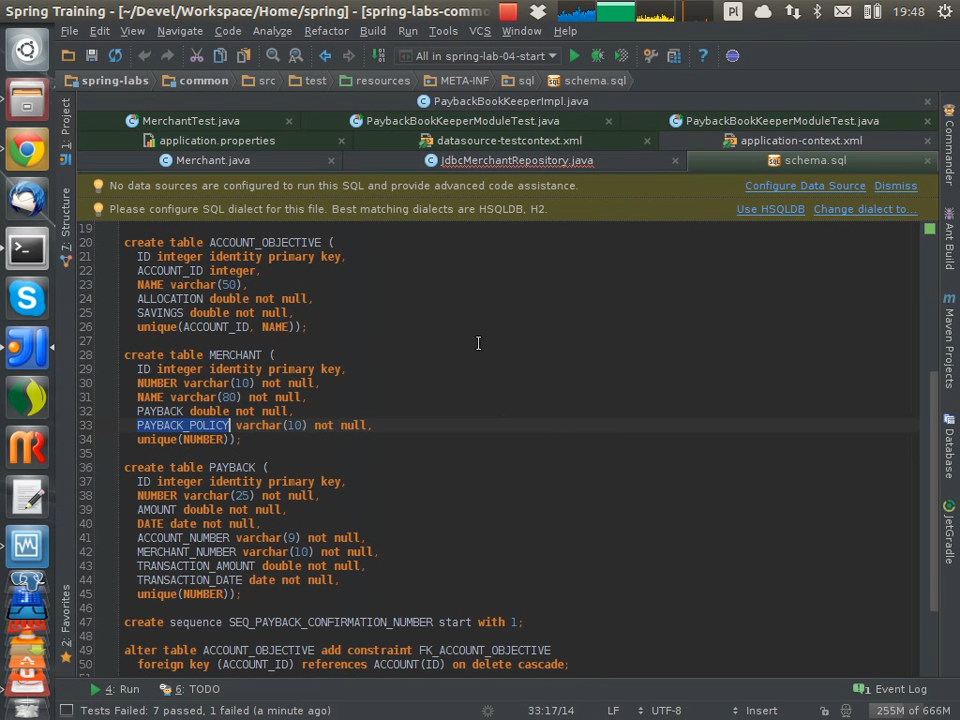 Spring Training - [~/Devel/Workspace/Home/spring] - [spring-labs-commo
Pl
19:48
File Edit View Navigate Code Analyze Refactor Build Run Tools VCS Window Help
All in spring-lab-04-start
spring-labs common src test resources META-INF sql schema.sql
PaybackBookKeeperImpl.java
MerchantTest.java PaybackBookKeeperModuleTest.java PaybackBookKeeperModuleTest.java
application.properties datasource-testcontext.xml application-context.xml
Merchant.java JdbcMerchantRepository.java schema.sql
No data sources are configured to run this SQL and provide advanced code assistance. Configure Data Source Dismiss
Please configure SQL dialect for this file. Best matching dialects are HSQLDB, H2. Use HSQLDB Change dialect to...
19
20 create table ACCOUNT_OBJECTIVE (
21 ID integer identity primary key,
22 ACCOUNT_ID integer,
23 NAME varchar(50),
24 ALLOCATION double not null,
25 SAVINGS double not null,
26 unique(ACCOUNT_ID, NAME));
27
28 create table MERCHANT (
29 ID integer identity primary key,
30 NUMBER varchar(10) not null,
31 NAME varchar(80) not null,
32 PAYBACK double not null,
33 PAYBACK_POLICY varchar(10) not null,
34 unique(NUMBER));
35
36 create table PAYBACK (
37 ID integer identity primary key,
38 NUMBER varchar(25) not null,
39 AMOUNT double not null,
40 DATE date not null,
41 ACCOUNT_NUMBER varchar(9) not null,
42 MERCHANT_NUMBER varchar(10) not null,
43 TRANSACTION_AMOUNT double not null,
44 TRANSACTION_DATE date not null,
45 unique(NUMBER));
46
47 create sequence SEQ_PAYBACK_CONFIRMATION_NUMBER start with 1;
48
49 alter table ACCOUNT_OBJECTIVE add constraint FK_ACCOUNT_OBJECTIVE
50 foreign key (ACCOUNT_ID) references ACCOUNT(ID) on delete cascade;
1: Project
7: Structure
2: Favorites
Commander
Ant Build
Maven Projects
Database
JetGradle
4: Run 6: TODO 1 Event Log
Tests Failed: 7 passed, 1 failed (a minute ago) 33:17/14 LF UTF-8 Insert 255M of 666M